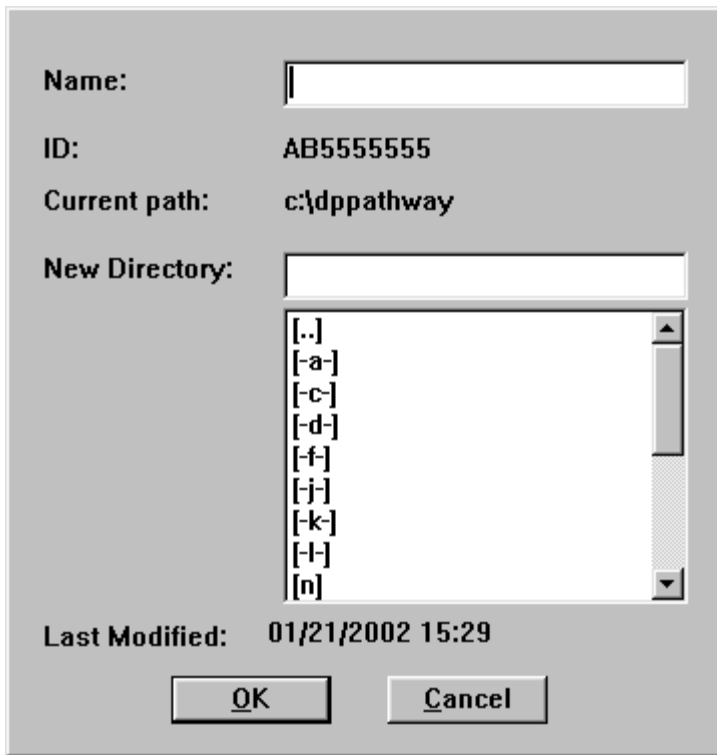 Name:
ID: AB5555555
Current path: c:\dppathway
New Directory:
[..]
[-a-]
[-c-]
[-d-]
[-f-]
[-j-]
[-k-]
[-l-]
[n]
Last Modified: 01/21/2002 15:29
OK Cancel